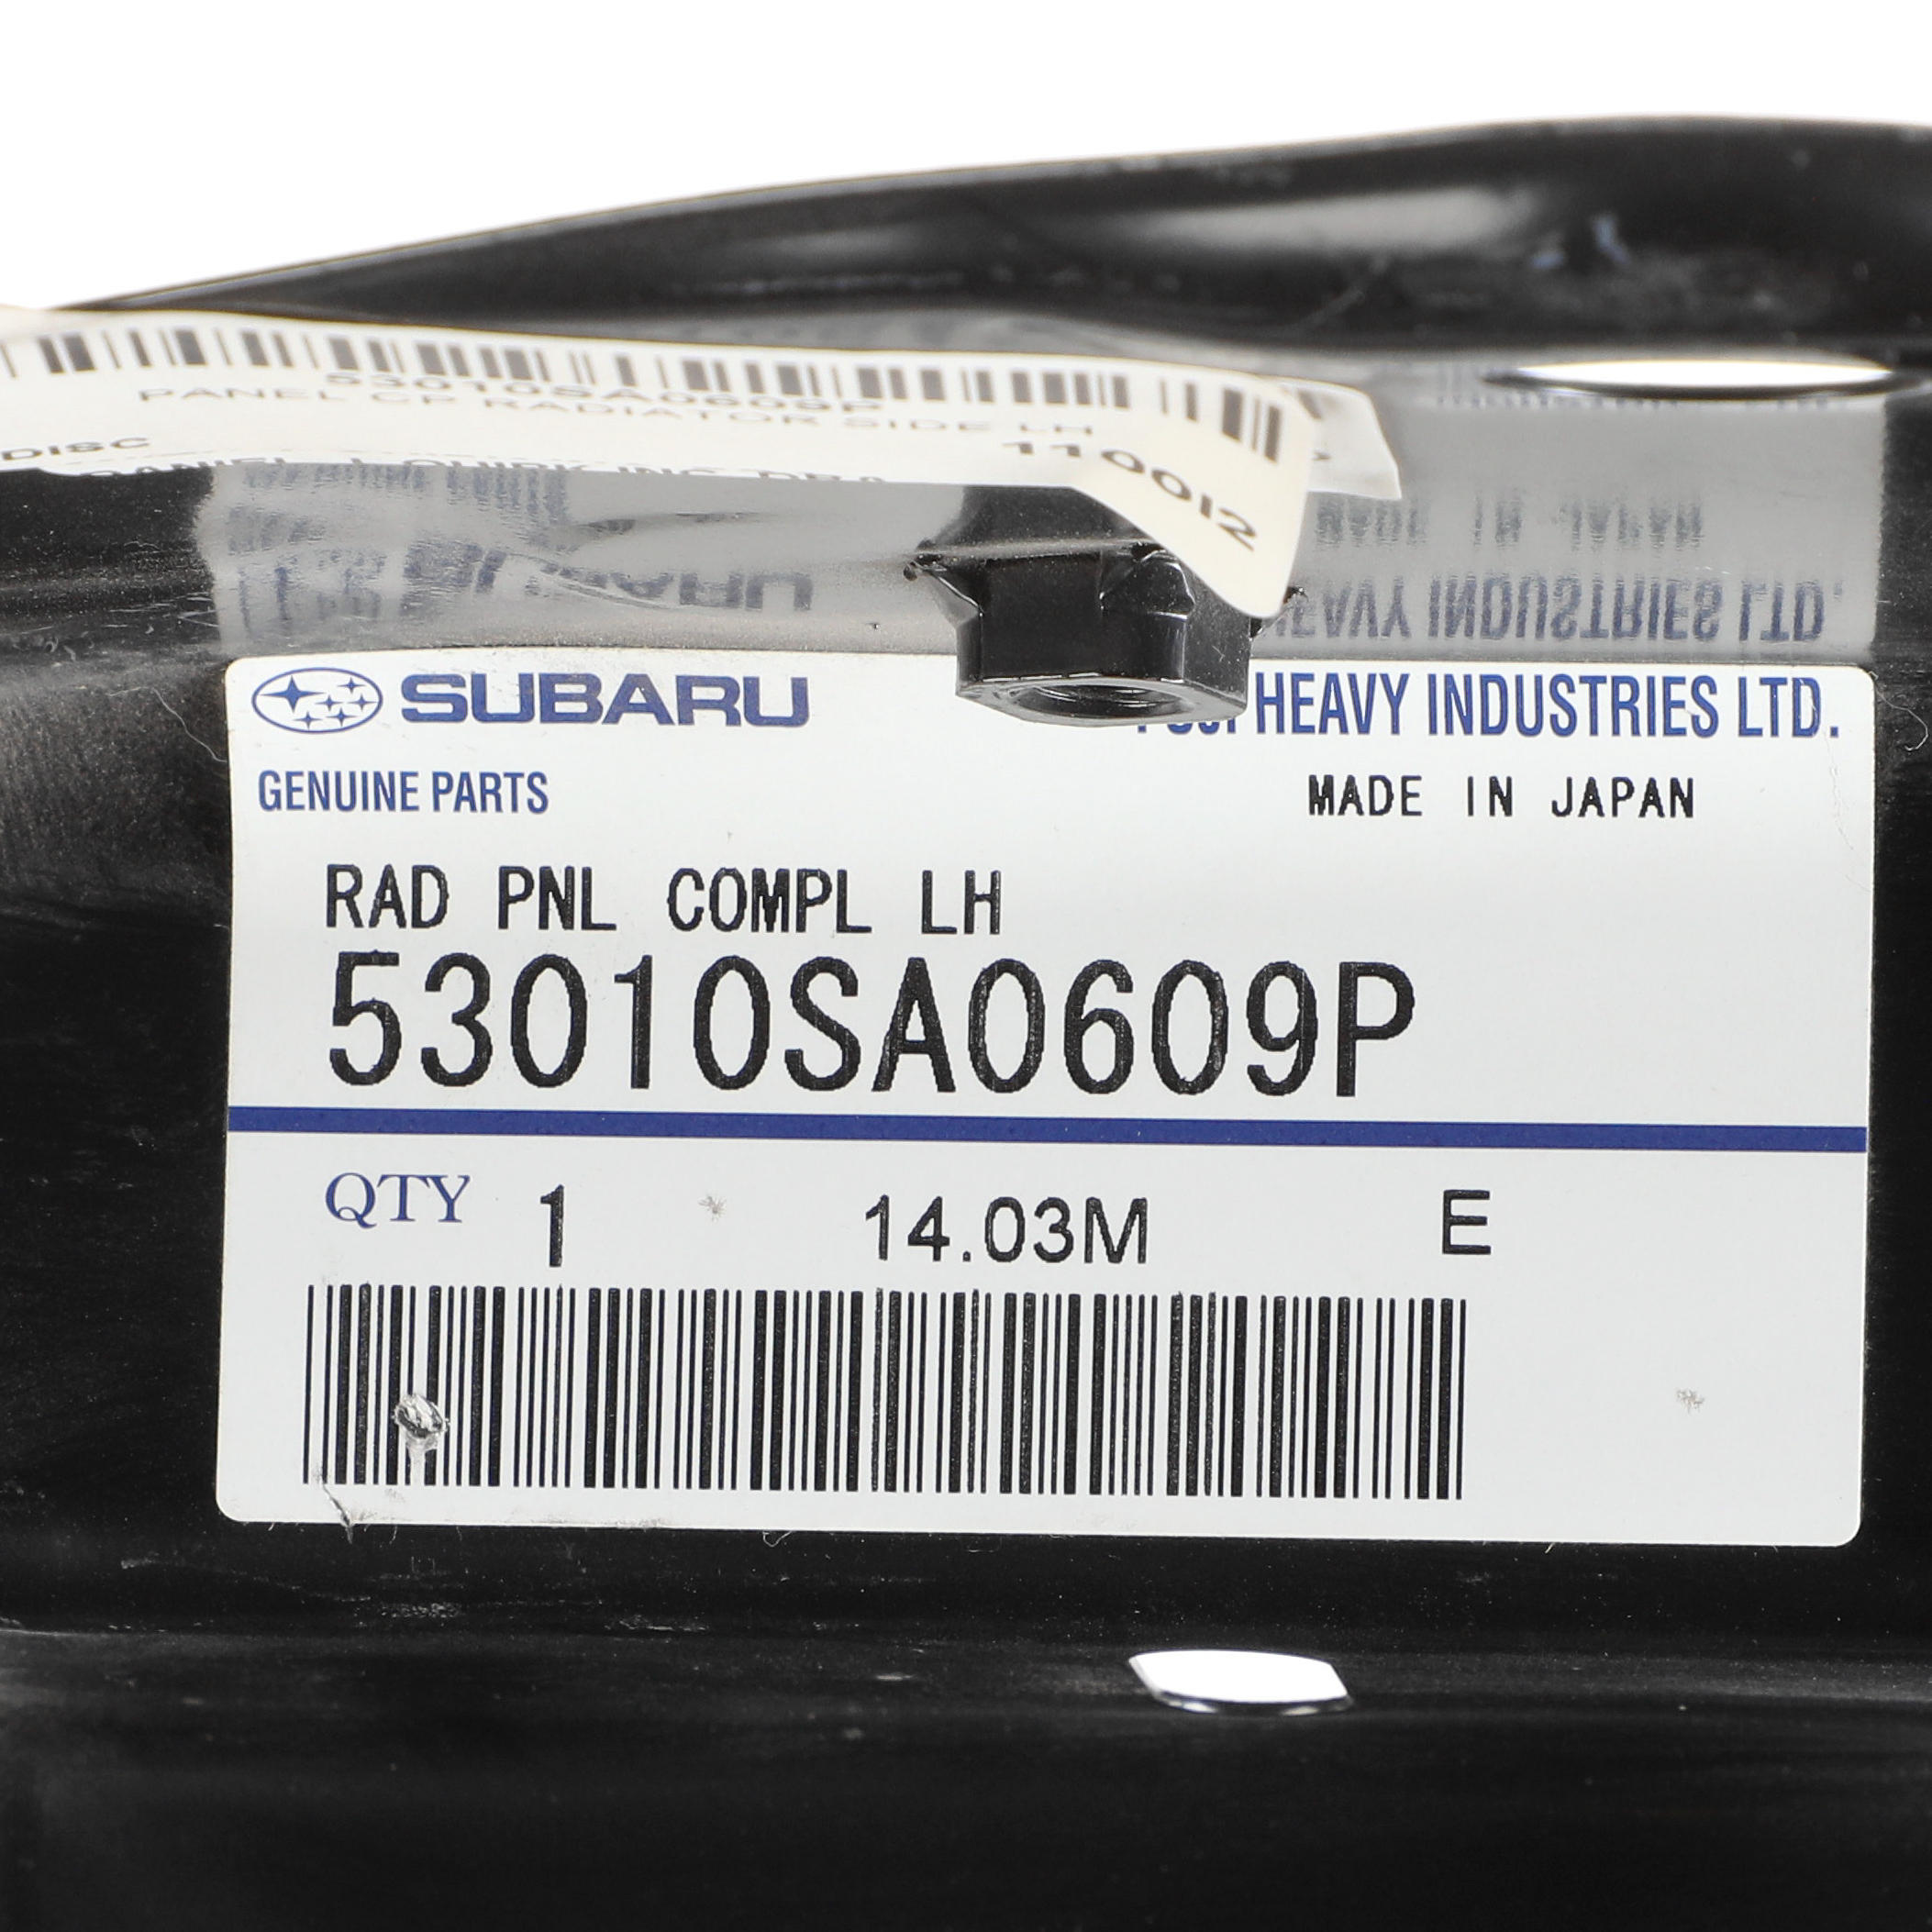 53010SA0609P
PANEL CP RADIATOR SIDE LH
110012
DISC
SUBARU
HEAVY INDUSTRIES LTD.
GENUINE PARTS
MADE IN JAPAN
RAD PNL COMPL LH
53010SA0609P
QTY 1 14.03M E